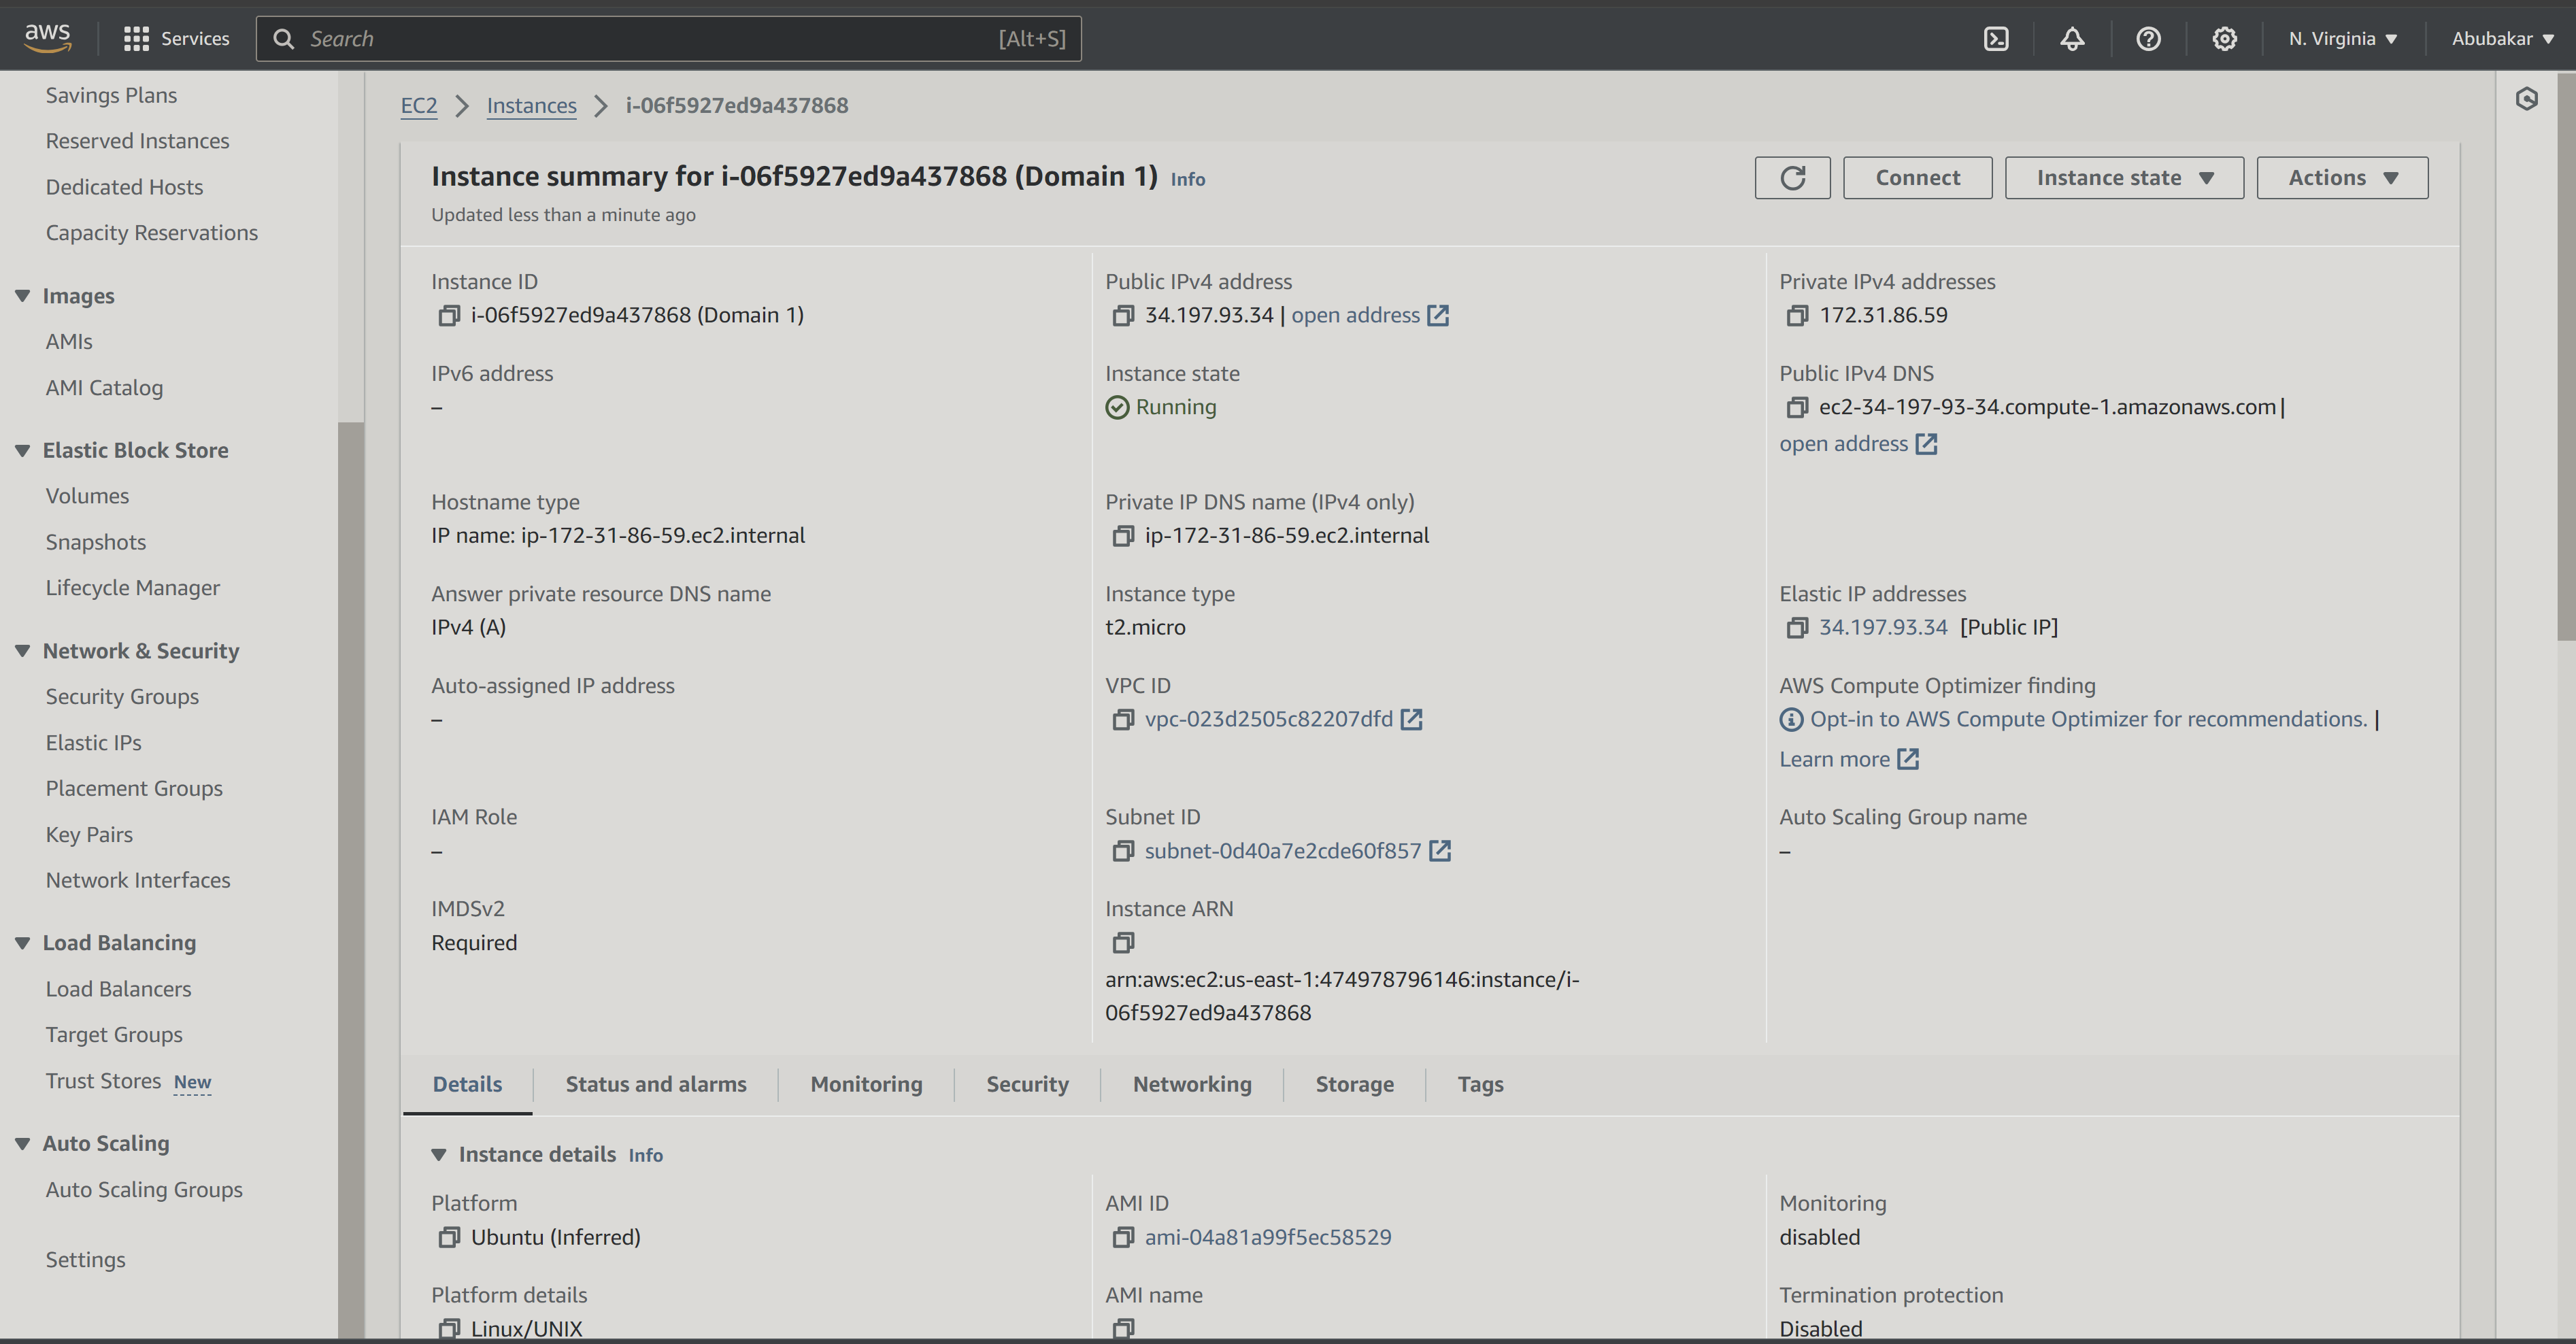 aws
Services
Search
[Alt+S]
N. Virginia
Abubakar
Savings Plans
Reserved Instances
Dedicated Hosts
Capacity Reservations
Images
AMIs
AMI Catalog
Elastic Block Store
Volumes
Snapshots
Lifecycle Manager
Network & Security
Security Groups
Elastic IPs
Placement Groups
Key Pairs
Network Interfaces
Load Balancing
Load Balancers
Target Groups
Trust Stores New
Auto Scaling
Auto Scaling Groups
Settings
EC2 > Instances > i-06f5927ed9a437868
Instance summary for i-06f5927ed9a437868 (Domain 1) Info
Updated less than a minute ago
Connect
Instance state
Actions
Instance ID
i-06f5927ed9a437868 (Domain 1)
Public IPv4 address
34.197.93.34 | open address
Private IPv4 addresses
172.31.86.59
IPv6 address
–
Instance state
Running
Public IPv4 DNS
ec2-34-197-93-34.compute-1.amazonaws.com |
open address
Hostname type
IP name: ip-172-31-86-59.ec2.internal
Private IP DNS name (IPv4 only)
ip-172-31-86-59.ec2.internal
Answer private resource DNS name
IPv4 (A)
Instance type
t2.micro
Elastic IP addresses
34.197.93.34 [Public IP]
Auto-assigned IP address
–
VPC ID
vpc-023d2505c82207dfd
AWS Compute Optimizer finding
Opt-in to AWS Compute Optimizer for recommendations. |
Learn more
IAM Role
–
Subnet ID
subnet-0d40a7e2cde60f857
Auto Scaling Group name
–
IMDSv2
Required
Instance ARN
arn:aws:ec2:us-east-1:474978796146:instance/i-
06f5927ed9a437868
Details
Status and alarms
Monitoring
Security
Networking
Storage
Tags
Instance details Info
Platform
Ubuntu (Inferred)
AMI ID
ami-04a81a99f5ec58529
Monitoring
disabled
Platform details
Linux/UNIX
AMI name
Termination protection
Disabled